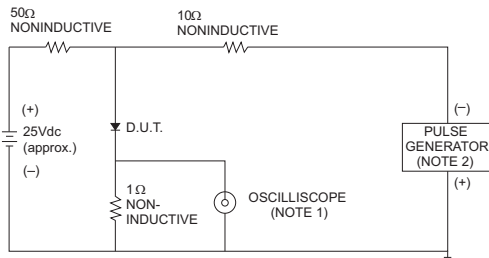 50Ω
NONINDUCTIVE
10Ω
NONINDUCTIVE
(+)
25Vdc
(approx.)
(–)
D.U.T.
1Ω
NON-
INDUCTIVE
OSCILLISCOPE
(NOTE 1)
(–)
PULSE
GENERATOR
(NOTE 2)
(+)